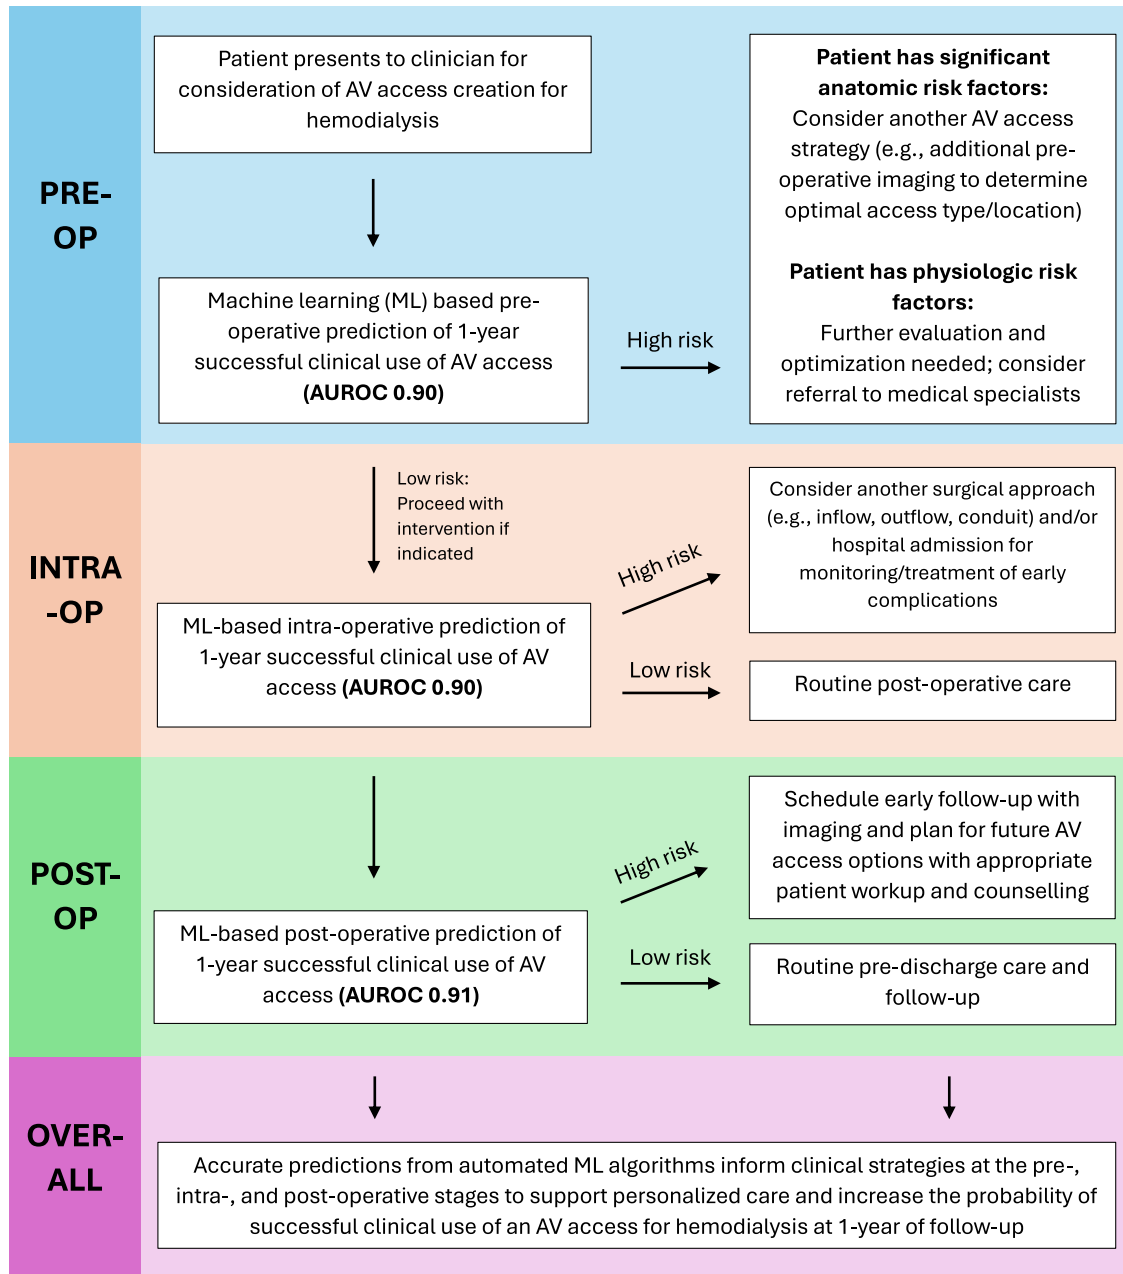 PRE-
OP
Patient presents to clinician for
consideration of AV access creation for
hemodialysis
Machine learning (ML) based pre-
operative prediction of 1-year
successful clinical use of AV access
(AUROC 0.90)
High risk
Patient has significant
anatomic risk factors:
Consider another AV access
strategy (e.g., additional pre-
operative imaging to determine
optimal access type/location)
Patient has physiologic risk
factors:
Further evaluation and
optimization needed; consider
referral to medical specialists
INTRA
-OP
Low risk:
Proceed with
intervention if
indicated
ML-based intra-operative prediction of
1-year successful clinical use of AV
access (AUROC 0.90)
High risk
Consider another surgical approach
(e.g., inflow, outflow, conduit) and/or
hospital admission for
monitoring/treatment of early
complications
Low risk
Routine post-operative care
POST-
OP
ML-based post-operative prediction of
1-year successful clinical use of AV
access (AUROC 0.91)
High risk
Schedule early follow-up with
imaging and plan for future AV
access options with appropriate
patient workup and counselling
Low risk
Routine pre-discharge care and
follow-up
OVER-
ALL
Accurate predictions from automated ML algorithms inform clinical strategies at the pre-,
intra-, and post-operative stages to support personalized care and increase the probability of
successful clinical use of an AV access for hemodialysis at 1-year of follow-up